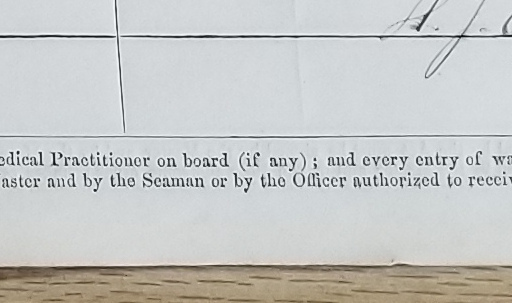 edical Practitioner on board (if any); and every entry of wa
aster and by the Seaman or by the Officer authorized to receiv